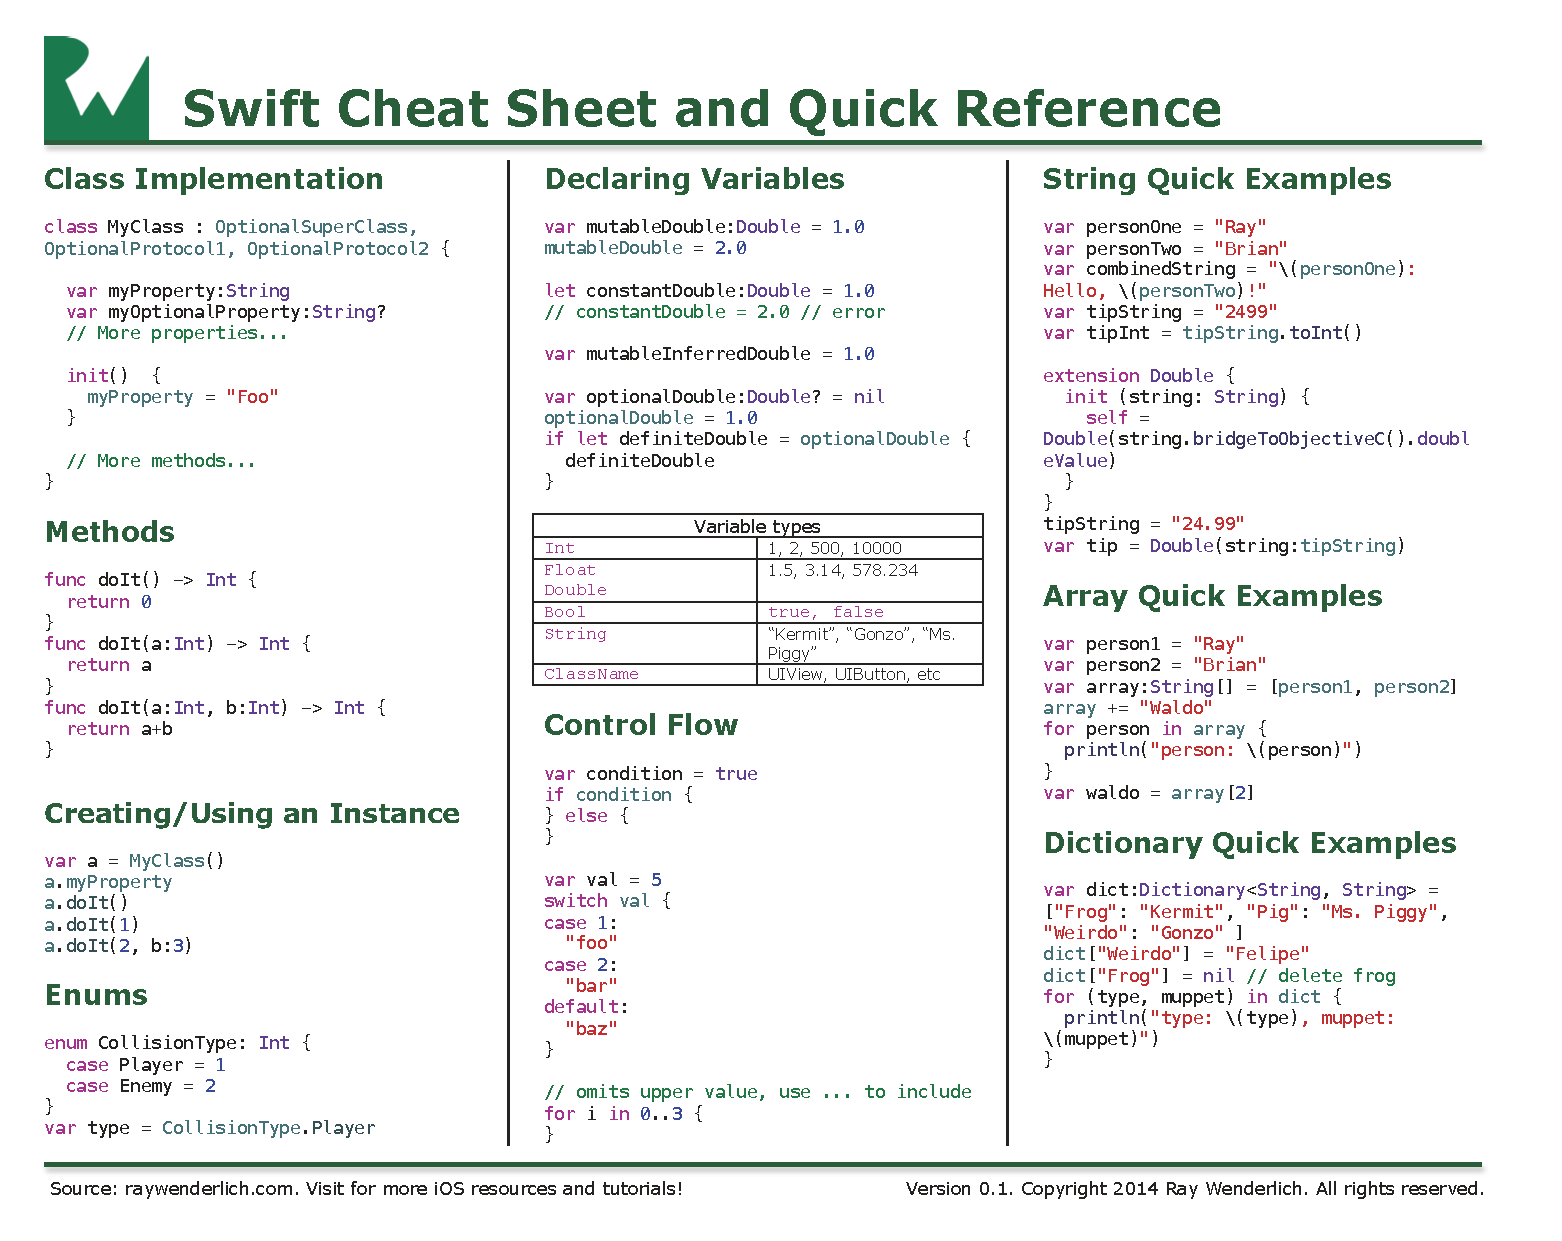 RW
Swift Cheat Sheet and Quick Reference
Class Implementation
class MyClass : OptionalSuperClass,
OptionalProtocol1, OptionalProtocol2 {
var myProperty:String
var myOptionalProperty:String?
// More properties...
init()  {
myProperty = "Foo"
}
// More methods...
}
Methods
func doIt() -> Int {
return 0
}
func doIt(a:Int) -> Int {
return a
}
func doIt(a:Int, b:Int) -> Int {
return a+b
}
Creating/Using an Instance
var a = MyClass()
a.myProperty
a.doIt()
a.doIt(1)
a.doIt(2, b:3)
Enums
enum CollisionType: Int {
case Player = 1
case Enemy = 2
}
var type = CollisionType.Player
Declaring Variables
var mutableDouble:Double = 1.0
mutableDouble = 2.0
let constantDouble:Double = 1.0
// constantDouble = 2.0 // error
var mutableInferredDouble = 1.0
var optionalDouble:Double? = nil
optionalDouble = 1.0
if let definiteDouble = optionalDouble {
definiteDouble
}
Variable types
Int 1, 2, 500, 10000
Float 1.5, 3.14, 578.234
Double
Bool true, false
String “Kermit”, “Gonzo”, “Ms.
Piggy”
ClassName UIView, UIButton, etc
Control Flow
var condition = true
if condition {
} else {
}
var val = 5
switch val {
case 1:
"foo"
case 2:
"bar"
default:
"baz"
}
// omits upper value, use ... to include
for i in 0..3 {
}
String Quick Examples
var personOne = "Ray"
var personTwo = "Brian"
var combinedString = "\(personOne):
Hello, \(personTwo)!"
var tipString = "2499"
var tipInt = tipString.toInt()
extension Double {
init (string: String) {
self =
Double(string.bridgeToObjectiveC().doubl
eValue)
}
}
tipString = "24.99"
var tip = Double(string:tipString)
Array Quick Examples
var person1 = "Ray"
var person2 = "Brian"
var array:String[] = [person1, person2]
array += "Waldo"
for person in array {
println("person: \(person)")
}
var waldo = array[2]
Dictionary Quick Examples
var dict:Dictionary<String, String> =
["Frog": "Kermit", "Pig": "Ms. Piggy",
"Weirdo": "Gonzo" ]
dict["Weirdo"] = "Felipe"
dict["Frog"] = nil // delete frog
for (type, muppet) in dict {
println("type: \(type), muppet:
\(muppet)")
}
Source: raywenderlich.com. Visit for more iOS resources and tutorials!
Version 0.1. Copyright 2014 Ray Wenderlich. All rights reserved.